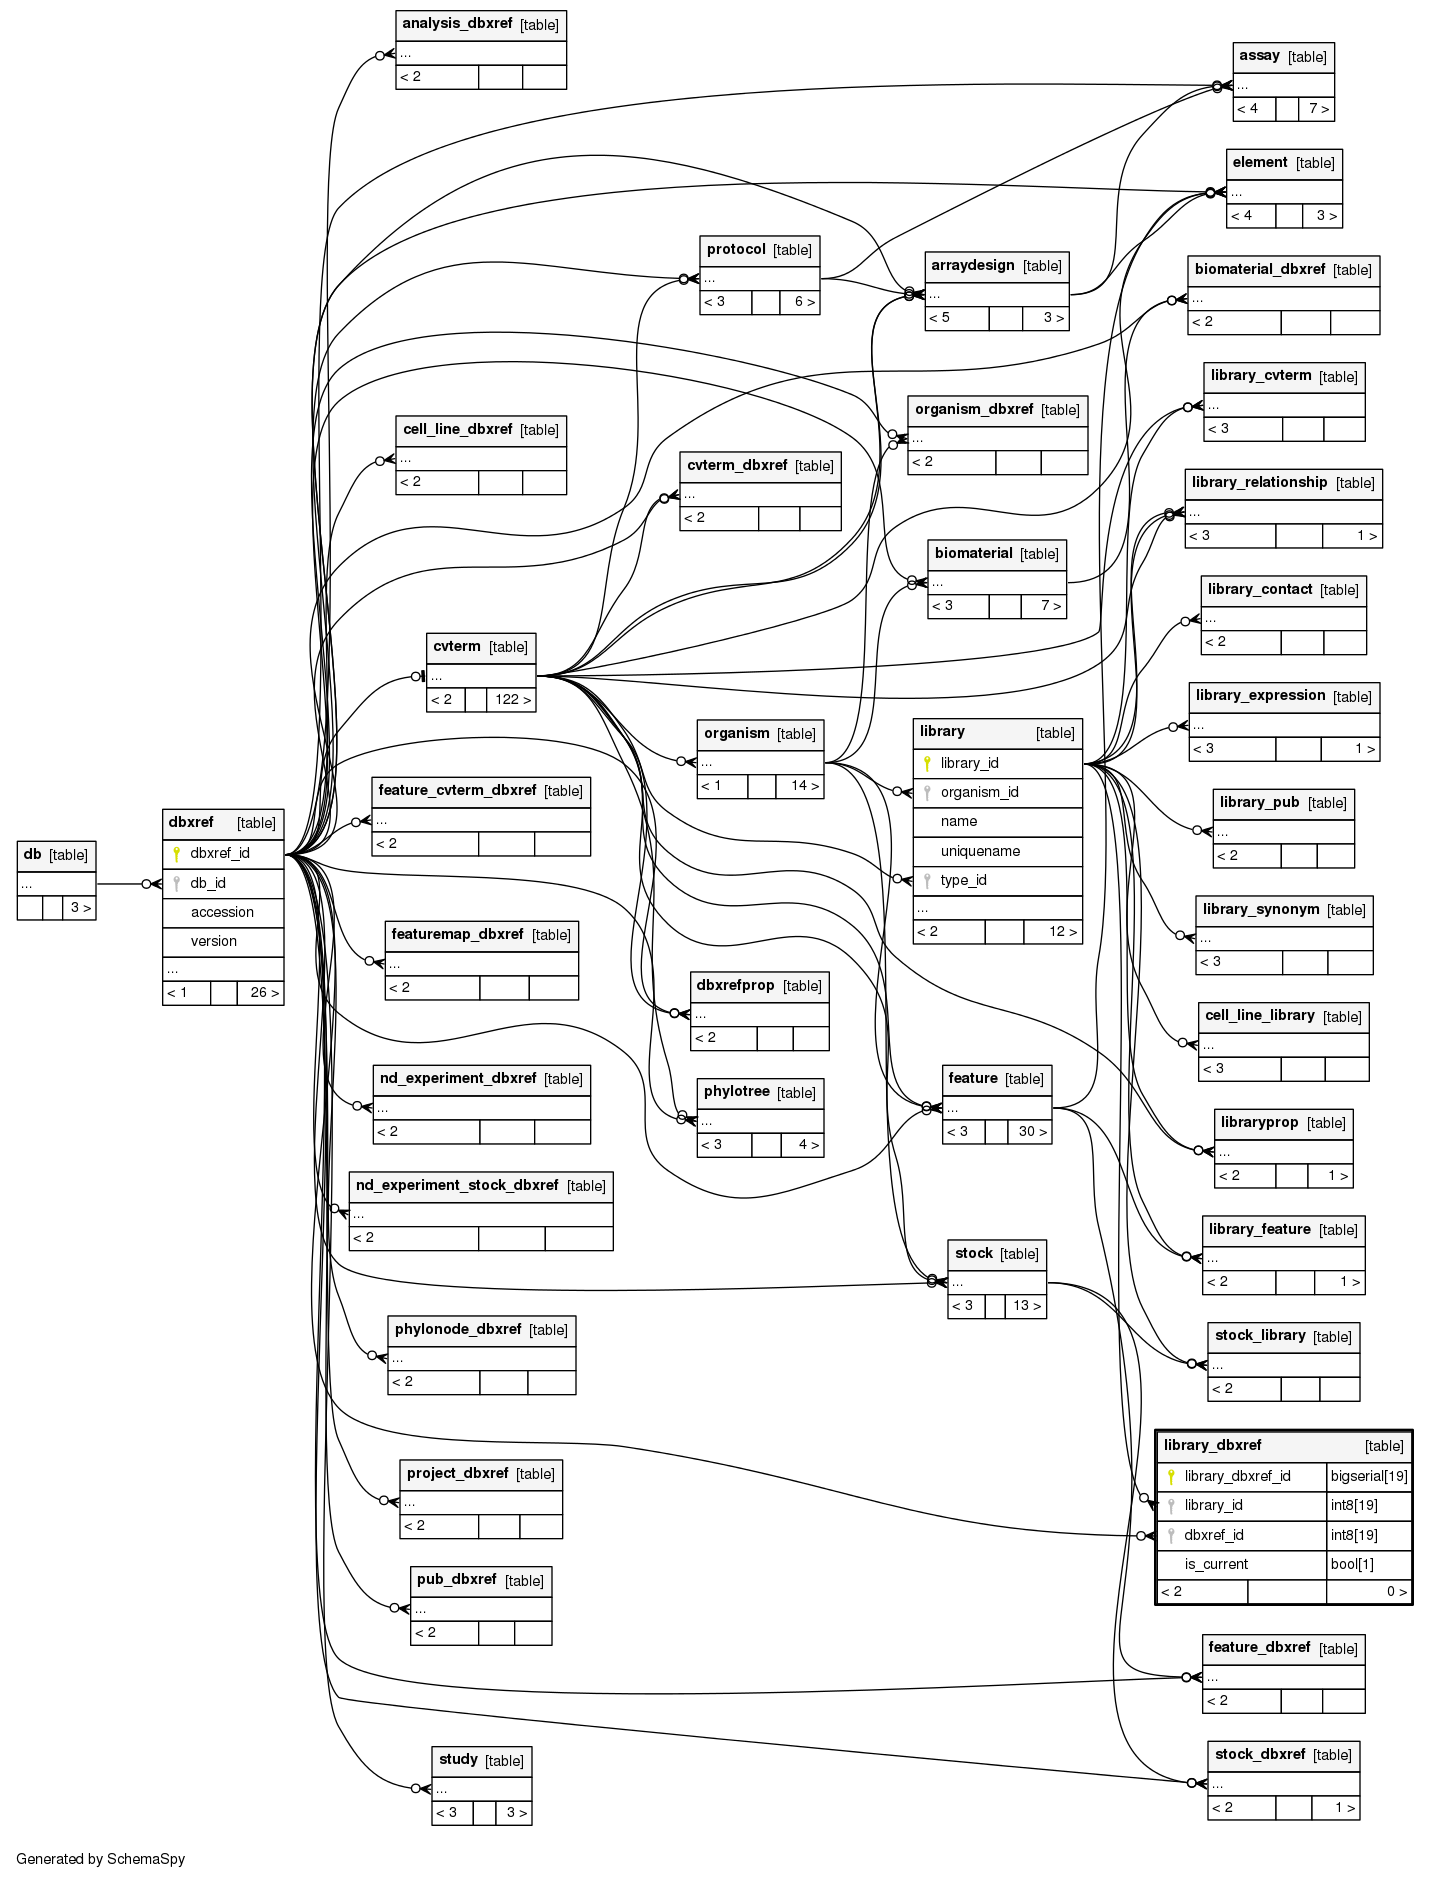 analysis_dbxref [table]
...
< 2
assay [table]
...
< 4 7 >
element [table]
...
< 4 3 >
protocol [table]
...
< 3 6 >
arraydesign [table]
...
< 5 3 >
biomaterial_dbxref [table]
...
< 2
library_cvterm [table]
...
< 3
cell_line_dbxref [table]
...
< 2
organism_dbxref [table]
...
< 2
cvterm_dbxref [table]
...
< 2
library_relationship [table]
...
< 3 1 >
biomaterial [table]
...
< 3 7 >
library_contact [table]
...
< 2
cvterm [table]
...
< 2 122 >
library_expression [table]
...
< 3 1 >
organism [table]
...
< 1 14 >
library [table]
library_id
organism_id
name
uniquename
type_id
...
< 2 12 >
feature_cvterm_dbxref [table]
...
< 2
library_pub [table]
...
< 2
dbxref [table]
dbxref_id
db_id
accession
version
...
< 1 26 >
db [table]
...
3 >
library_synonym [table]
...
< 3
featuremap_dbxref [table]
...
< 2
dbxrefprop [table]
...
< 2
cell_line_library [table]
...
< 3
nd_experiment_dbxref [table]
...
< 2
phylotree [table]
...
< 3 4 >
feature [table]
...
< 3 30 >
libraryprop [table]
...
< 2 1 >
nd_experiment_stock_dbxref [table]
...
< 2
library_feature [table]
...
< 2 1 >
stock [table]
...
< 3 13 >
phylonode_dbxref [table]
...
< 2
stock_library [table]
...
< 2
library_dbxref [table]
library_dbxref_id bigserial[19]
library_id int8[19]
dbxref_id int8[19]
is_current bool[1]
< 2 0 >
project_dbxref [table]
...
< 2
pub_dbxref [table]
...
< 2
feature_dbxref [table]
...
< 2
study [table]
...
< 3 3 >
stock_dbxref [table]
...
< 2 1 >
Generated by SchemaSpy